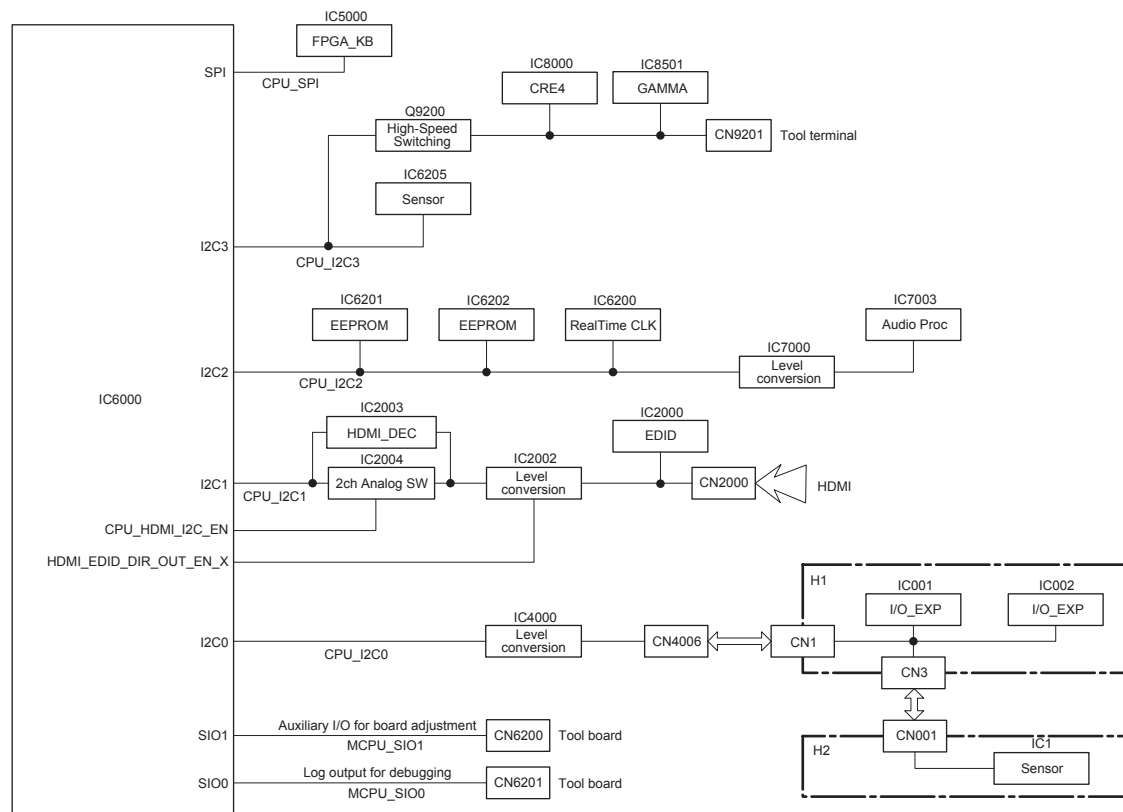 IC5000
FPGA_KB
SPI
CPU_SPI
IC8000
CRE4
IC8501
GAMMA
Q9200
High-Speed
Switching
CN9201
Tool terminal
IC6205
Sensor
I2C3
CPU_I2C3
IC6201
EEPROM
IC6202
EEPROM
IC6200
RealTime CLK
IC7003
Audio Proc
IC7000
Level
conversion
I2C2
CPU_I2C2
IC6000
IC2003
HDMI_DEC
IC2004
2ch Analog SW
IC2002
Level
conversion
IC2000
EDID
CN2000
HDMI
I2C1
CPU_I2C1
CPU_HDMI_I2C_EN
HDMI_EDID_DIR_OUT_EN_X
H1
IC001
I/O_EXP
IC002
I/O_EXP
I2C0
CPU_I2C0
IC4000
Level
conversion
CN4006
CN1
CN3
SIO1
Auxiliary I/O for board adjustment
MCPU_SIO1
CN6200
Tool board
CN001
H2
IC1
Sensor
SIO0
Log output for debugging
MCPU_SIO0
CN6201
Tool board